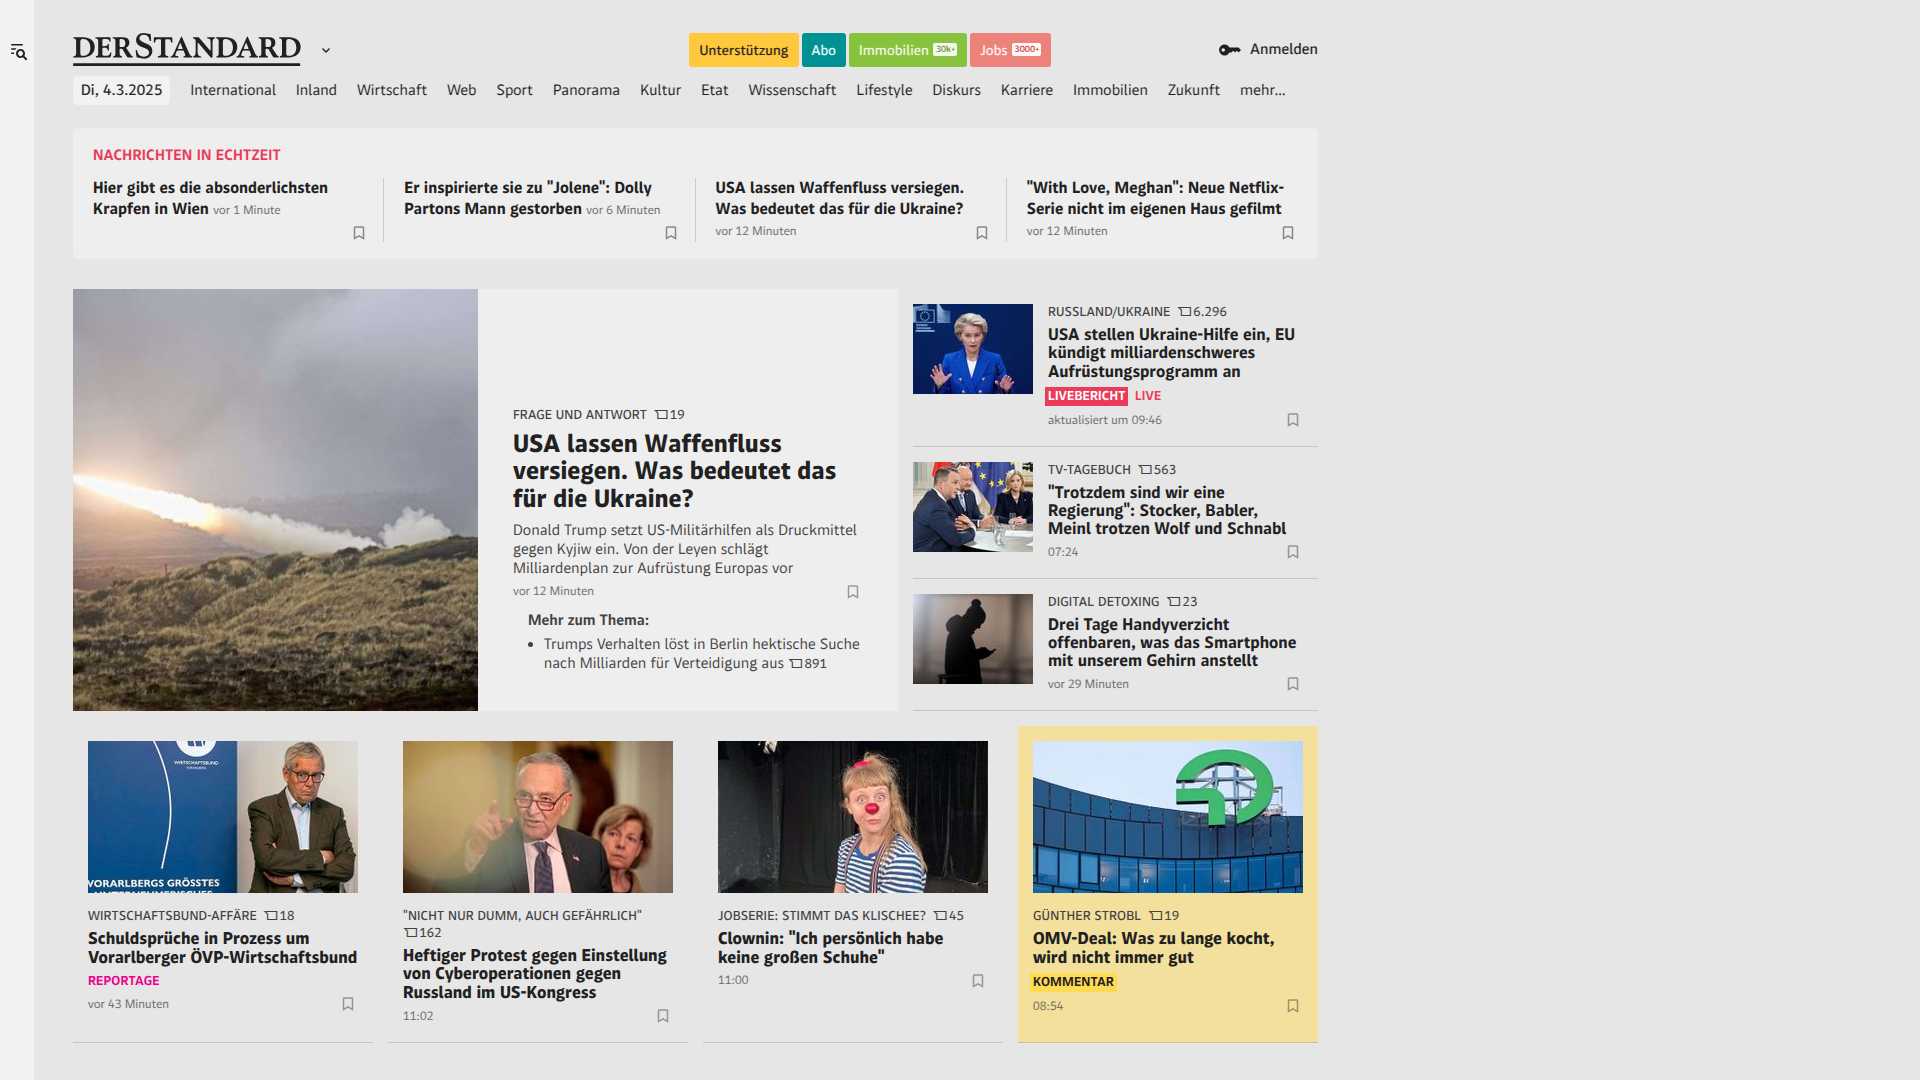 DERSTANDARD
Unterstützung
Abo
Immobilien 30k+
Jobs 3000+
Anmelden
Di, 4.3.2025
International
Inland
Wirtschaft
Web
Sport
Panorama
Kultur
Etat
Wissenschaft
Lifestyle
Diskurs
Karriere
Immobilien
Zukunft
mehr...
NACHRICHTEN IN ECHTZEIT
Hier gibt es die absonderlichsten
Krapfen in Wien vor 1 Minute
Er inspirierte sie zu "Jolene": Dolly
Partons Mann gestorben vor 6 Minuten
USA lassen Waffenfluss versiegen.
Was bedeutet das für die Ukraine?
vor 12 Minuten
"With Love, Meghan": Neue Netflix-
Serie nicht im eigenen Haus gefilmt
vor 12 Minuten
FRAGE UND ANTWORT 19
USA lassen Waffenfluss
versiegen. Was bedeutet das
für die Ukraine?
Donald Trump setzt US-Militärhilfen als Druckmittel
gegen Kyjiw ein. Von der Leyen schlägt
Milliardenplan zur Aufrüstung Europas vor
vor 12 Minuten
Mehr zum Thema:
• Trumps Verhalten löst in Berlin hektische Suche
nach Milliarden für Verteidigung aus 891
RUSSLAND/UKRAINE 6.296
USA stellen Ukraine-Hilfe ein, EU
kündigt milliardenschweres
Aufrüstungsprogramm an
LIVEBERICHT LIVE
aktualisiert um 09:46
TV-TAGEBUCH 563
"Trotzdem sind wir eine
Regierung": Stocker, Babler,
Meinl trotzen Wolf und Schnabl
07:24
DIGITAL DETOXING 23
Drei Tage Handyverzicht
offenbaren, was das Smartphone
mit unserem Gehirn anstellt
vor 29 Minuten
WIRTSCHAFTSBUND
VORARLBERGS GRÖSSTES
UNTERNEHMERISCHES
WIRTSCHAFTSBUND-AFFÄRE 18
Schuldsprüche in Prozess um
Vorarlberger ÖVP-Wirtschaftsbund
REPORTAGE
vor 43 Minuten
"NICHT NUR DUMM, AUCH GEFÄHRLICH"
162
Heftiger Protest gegen Einstellung
von Cyberoperationen gegen
Russland im US-Kongress
11:02
JOBSERIE: STIMMT DAS KLISCHEE? 45
Clownin: "Ich persönlich habe
keine großen Schuhe"
11:00
GÜNTHER STROBL 19
OMV-Deal: Was zu lange kocht,
wird nicht immer gut
KOMMENTAR
08:54